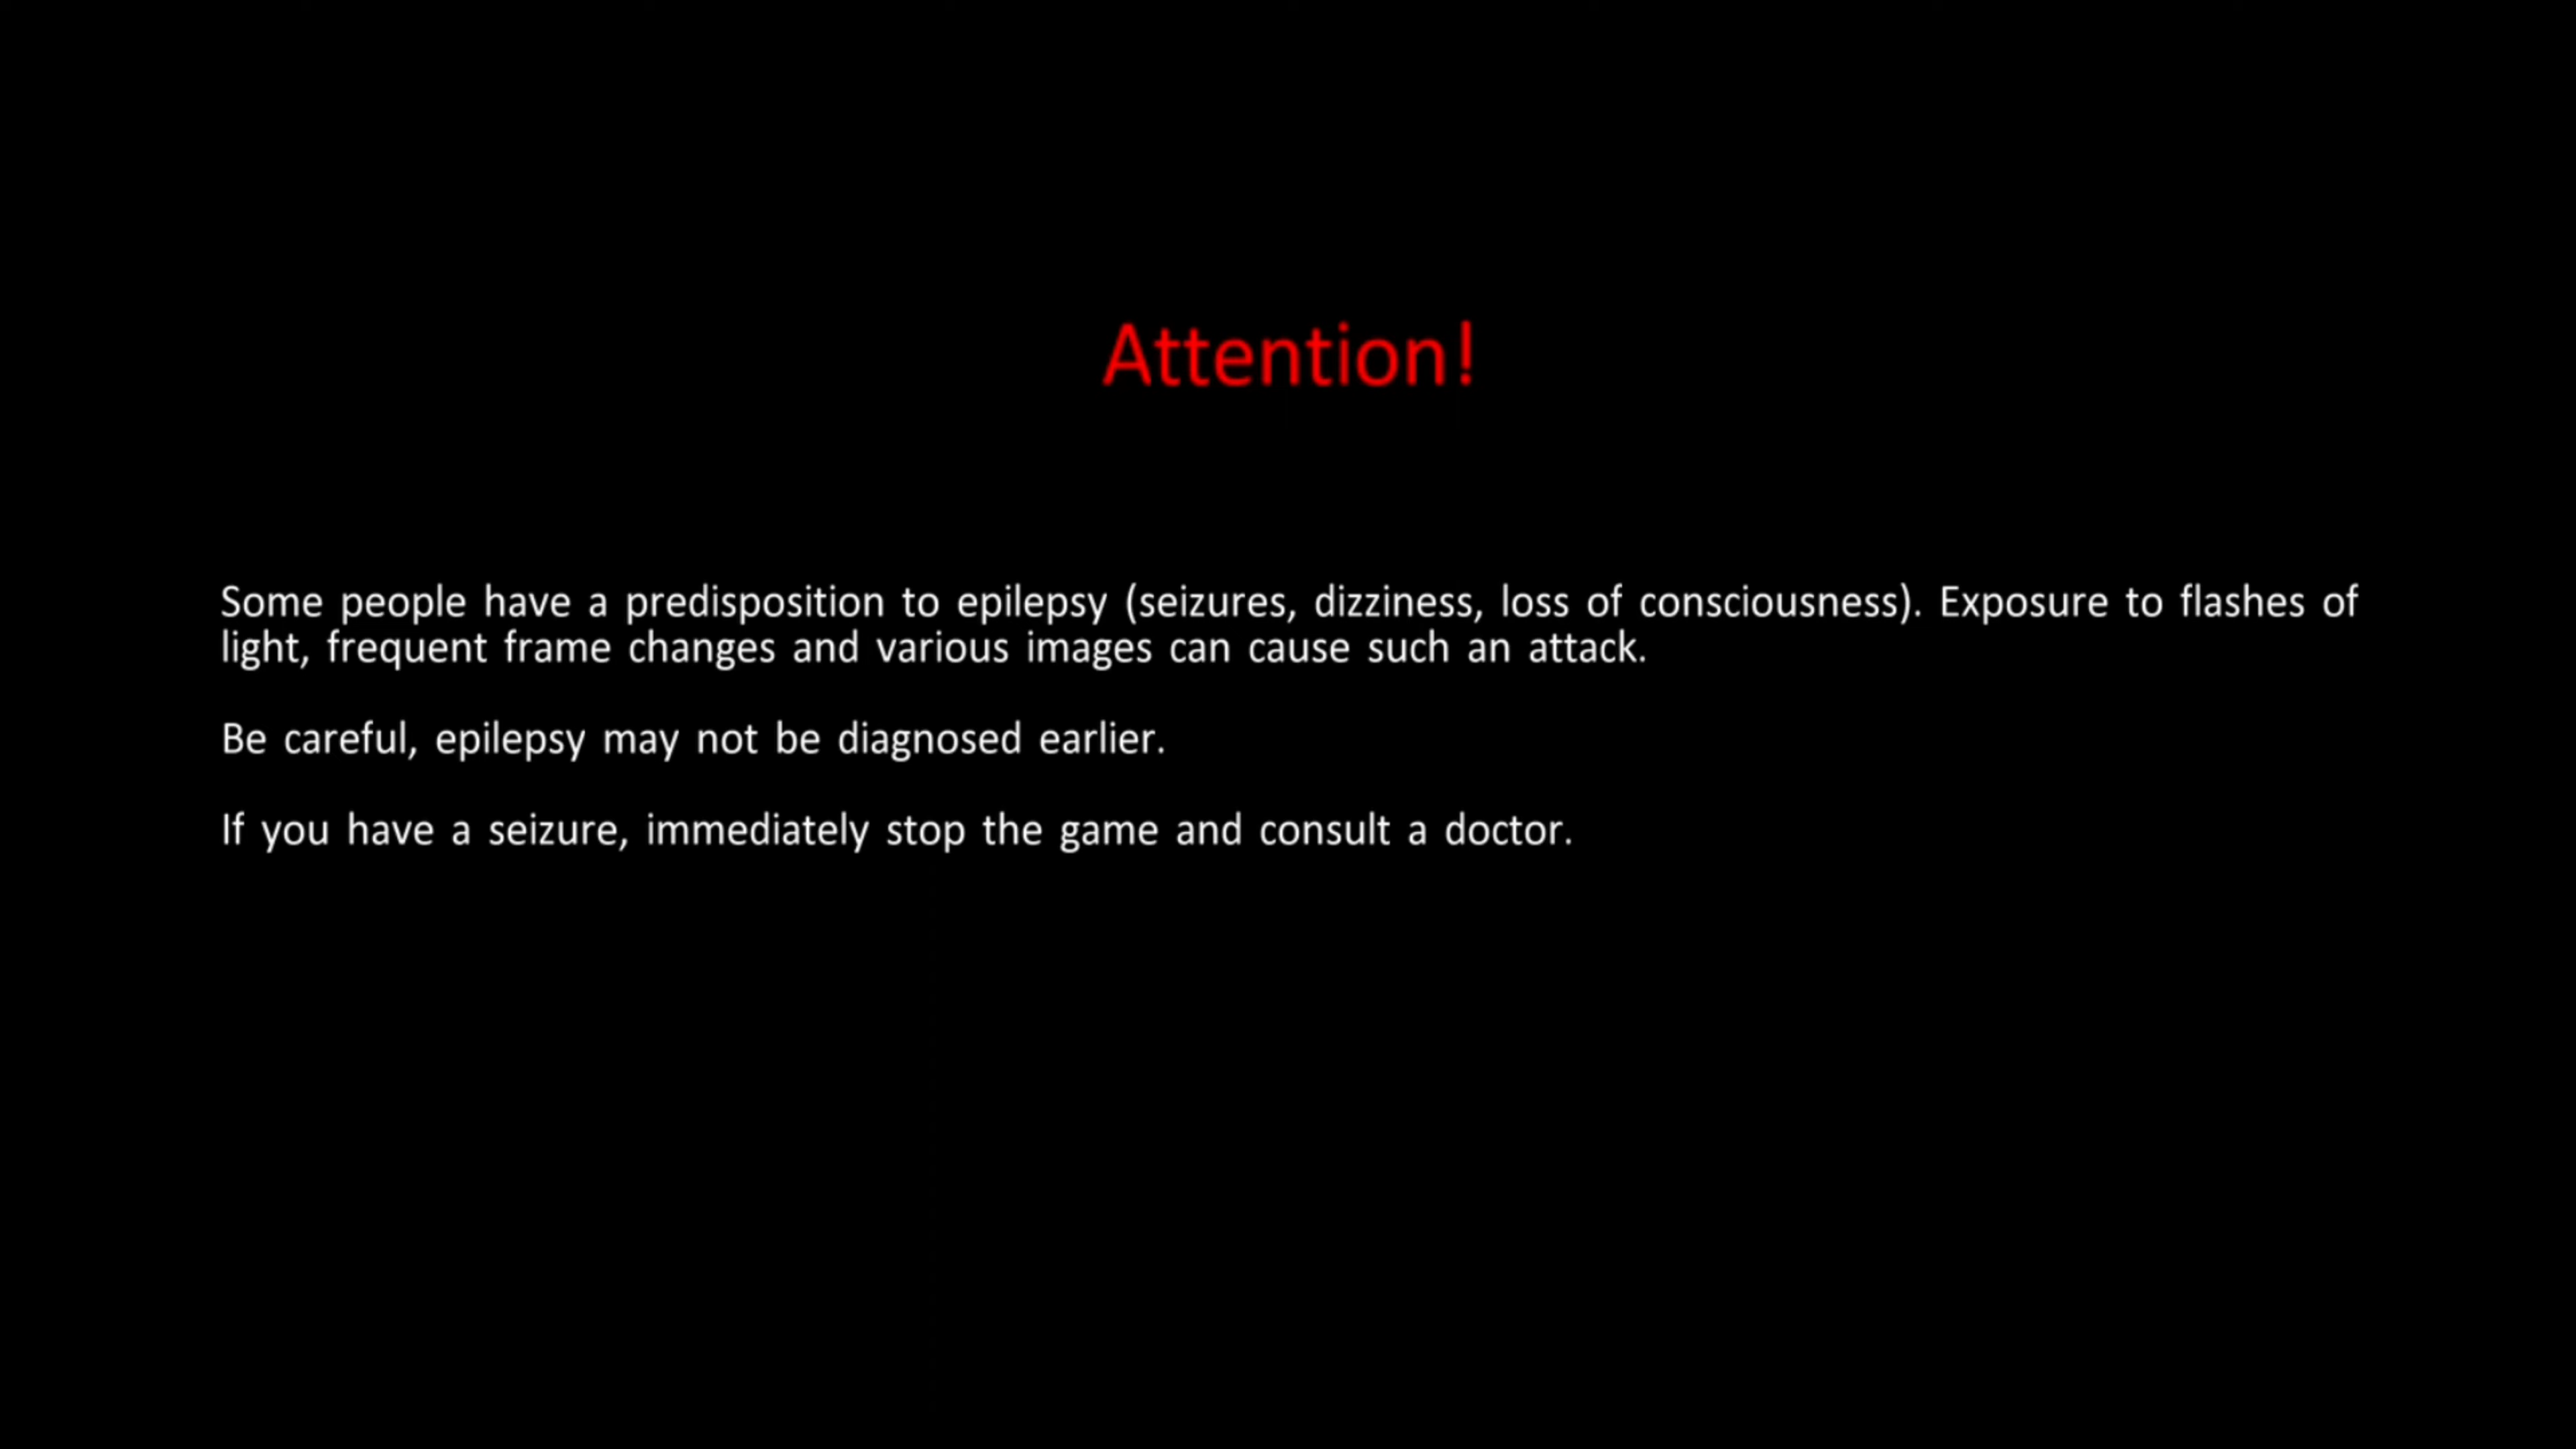 Attention!
Some people have a predisposition to epilepsy (seizures, dizziness, loss of consciousness). Exposure to flashes of
light, frequent frame changes and various images can cause such an attack.
Be careful, epilepsy may not be diagnosed earlier.
If you have a seizure, immediately stop the game and consult a doctor.